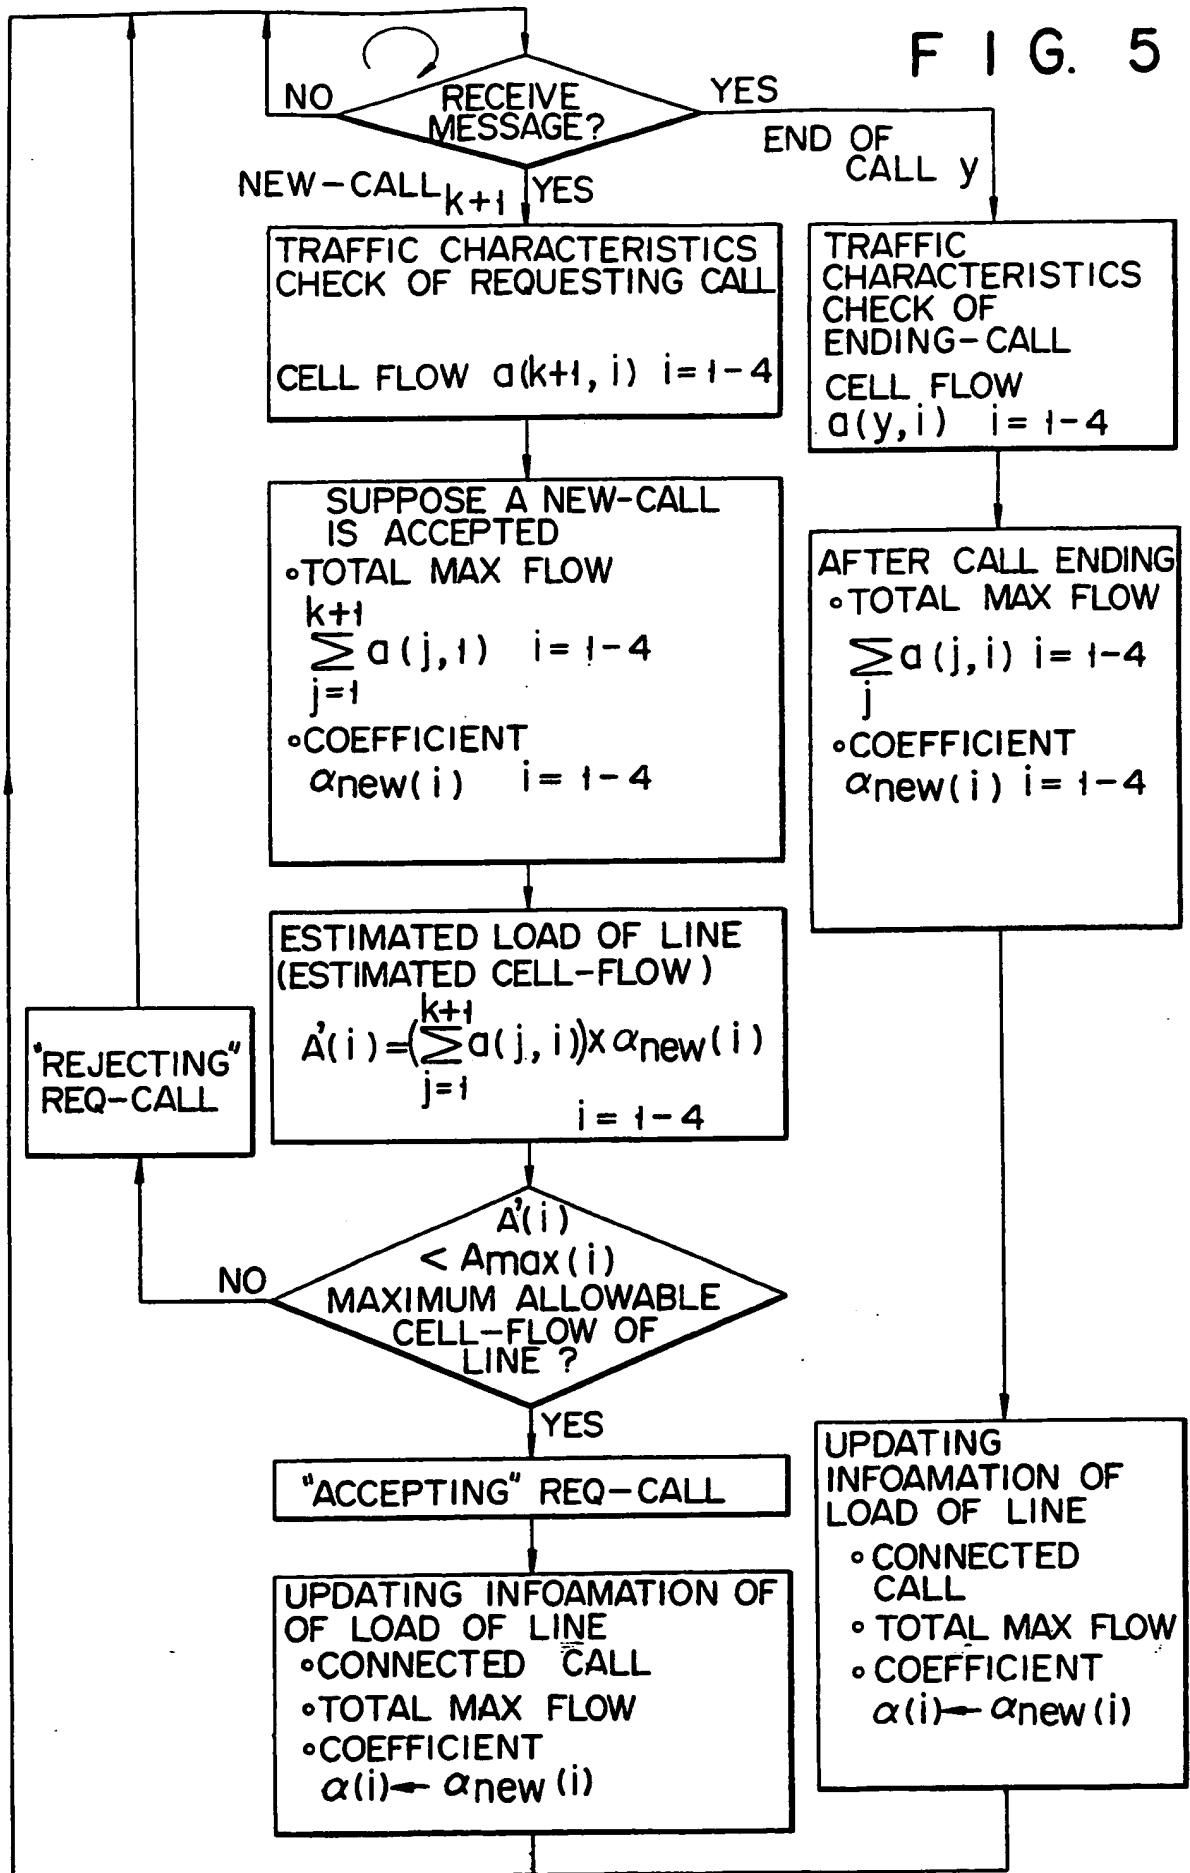 FIG. 5
RECEIVE
MESSAGE?
NO
YES
END OF
CALL y
NEW-CALL k+1
YES
TRAFFIC CHARACTERISTICS
CHECK OF REQUESTING CALL
CELL FLOW a(k+1, i) i=1-4
SUPPOSE A NEW-CALL
IS ACCEPTED
∘TOTAL MAX FLOW
k+1
∑ a(j,1) i=1-4
j=1
∘COEFFICIENT
αnew(i) i=1-4
ESTIMATED LOAD OF LINE
(ESTIMATED CELL-FLOW)
k+1
A'(i)=(∑a(j,i))×αnew(i)
j=1
i=1-4
"REJECTING"
REQ-CALL
A'(i)
< Amax(i)
MAXIMUM ALLOWABLE
CELL-FLOW OF
LINE ?
NO
YES
"ACCEPTING" REQ-CALL
UPDATING INFOAMATION OF
OF LOAD OF LINE
∘CONNECTED CALL
∘TOTAL MAX FLOW
∘COEFFICIENT
α(i)← αnew(i)
TRAFFIC
CHARACTERISTICS
CHECK OF
ENDING-CALL
CELL FLOW
a(y,i) i=1-4
AFTER CALL ENDING
∘TOTAL MAX FLOW
∑a(j,i) i=1-4
j
∘COEFFICIENT
αnew(i) i=1-4
UPDATING
INFOAMATION OF
LOAD OF LINE
∘CONNECTED
CALL
∘TOTAL MAX FLOW
∘COEFFICIENT
α(i)← αnew(i)